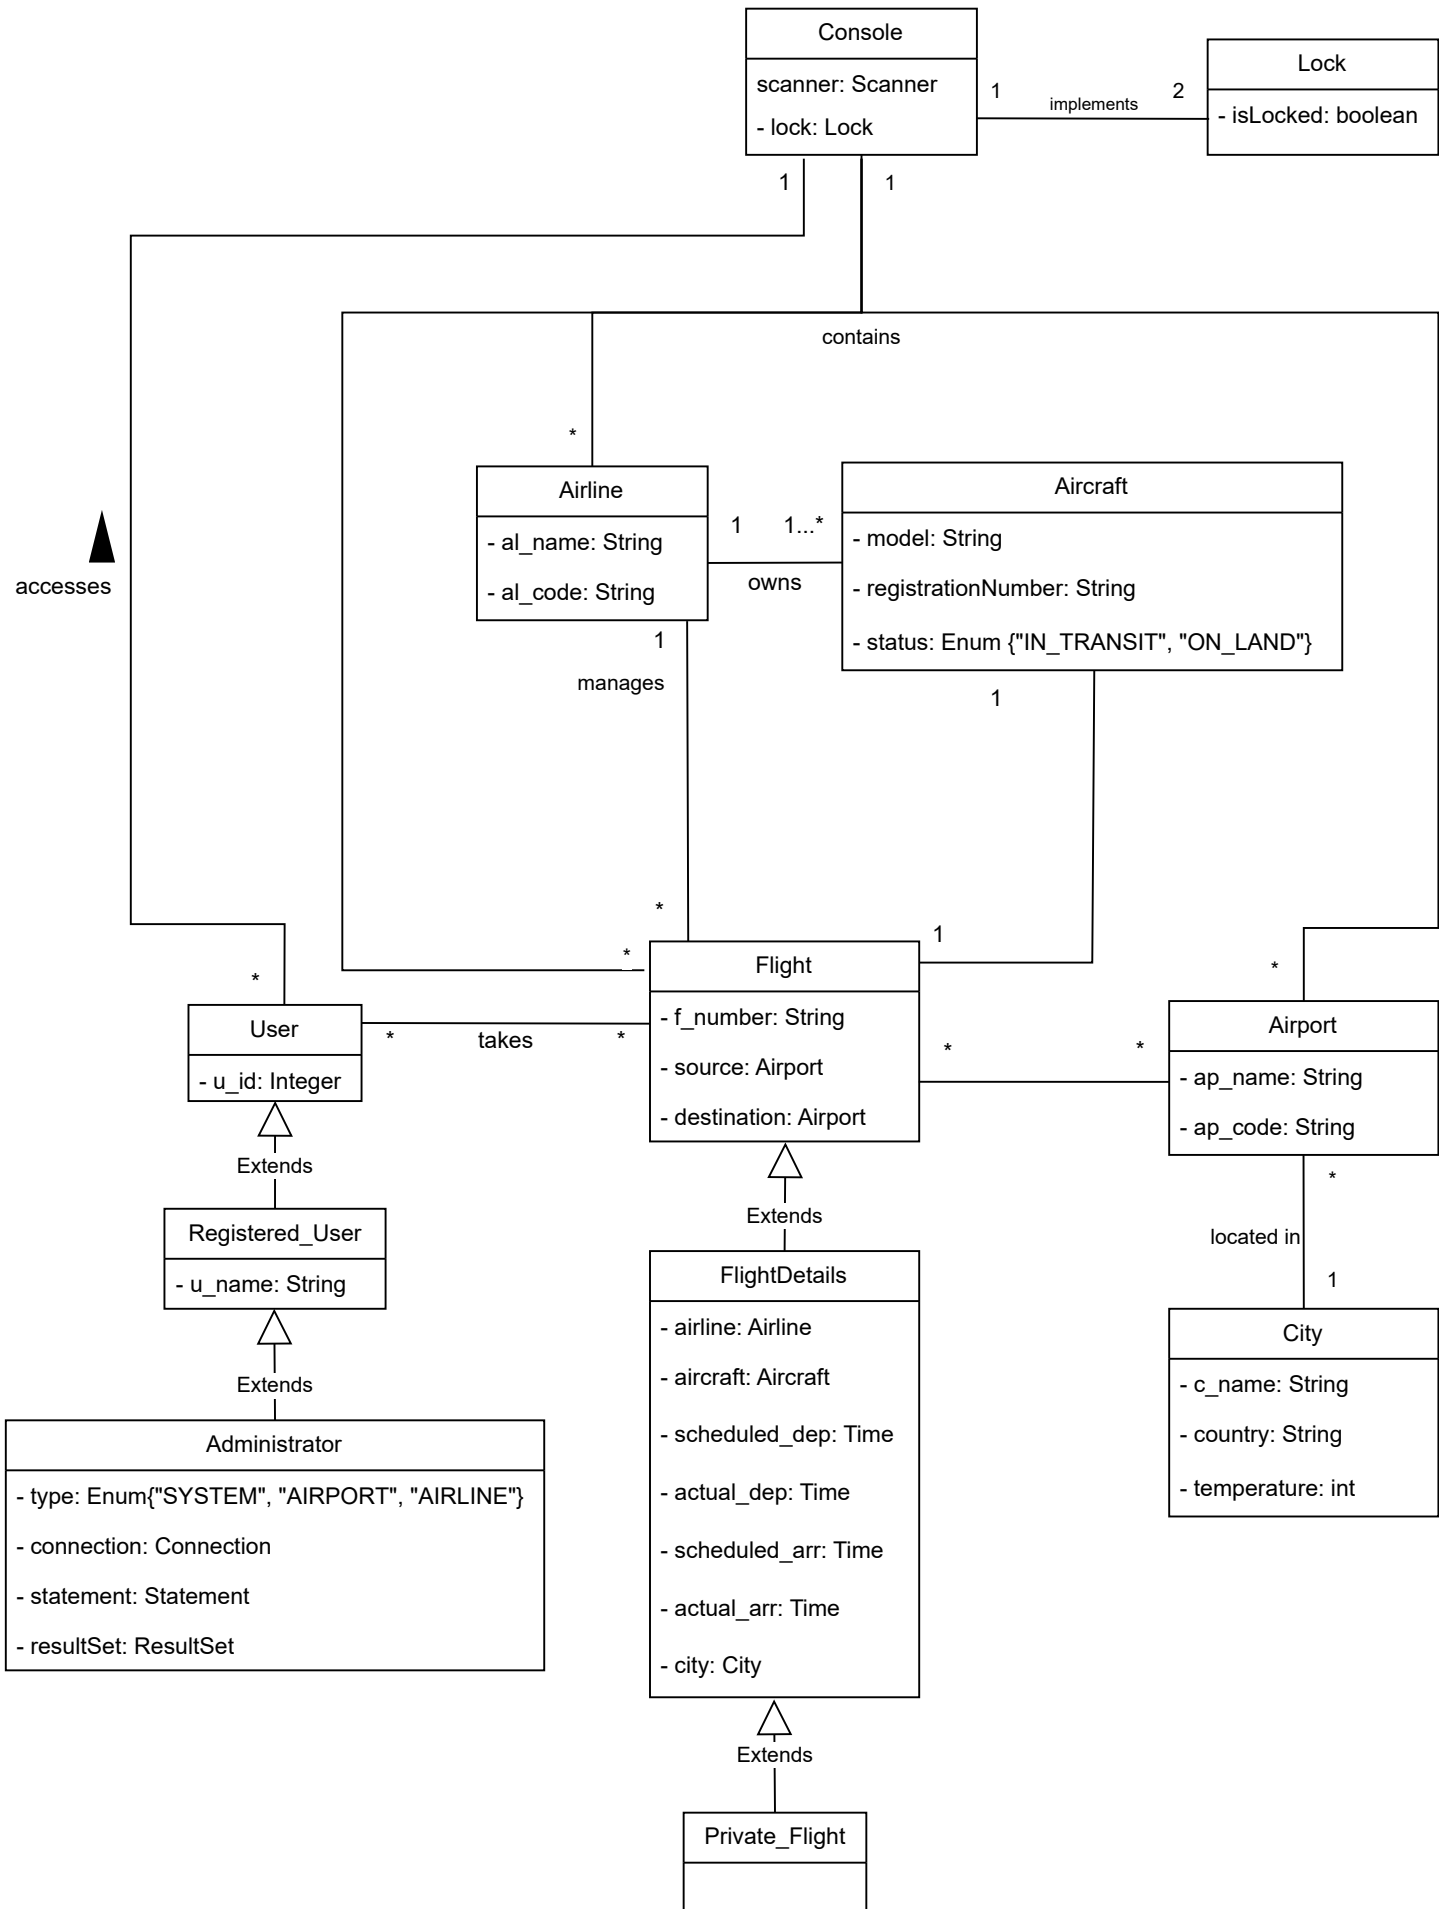 Console
scanner: Scanner
- lock: Lock
1
implements
2
Lock
- isLocked: boolean
1
1
contains
*
Airline
- al_name: String
- al_code: String
1
1...*
owns
Aircraft
- model: String
- registrationNumber: String
- status: Enum {"IN_TRANSIT", "ON_LAND"}
accesses
1
manages
1
*
*
1
*
*
User
- u_id: Integer
*
takes
*
Flight
- f_number: String
- source: Airport
- destination: Airport
*
*
Airport
- ap_name: String
- ap_code: String
Extends
Registered_User
- u_name: String
Extends
Administrator
- type: Enum{"SYSTEM", "AIRPORT", "AIRLINE"}
- connection: Connection
- statement: Statement
- resultSet: ResultSet
Extends
FlightDetails
- airline: Airline
- aircraft: Aircraft
- scheduled_dep: Time
- actual_dep: Time
- scheduled_arr: Time
- actual_arr: Time
- city: City
*
located in
1
City
- c_name: String
- country: String
- temperature: int
Extends
Private_Flight